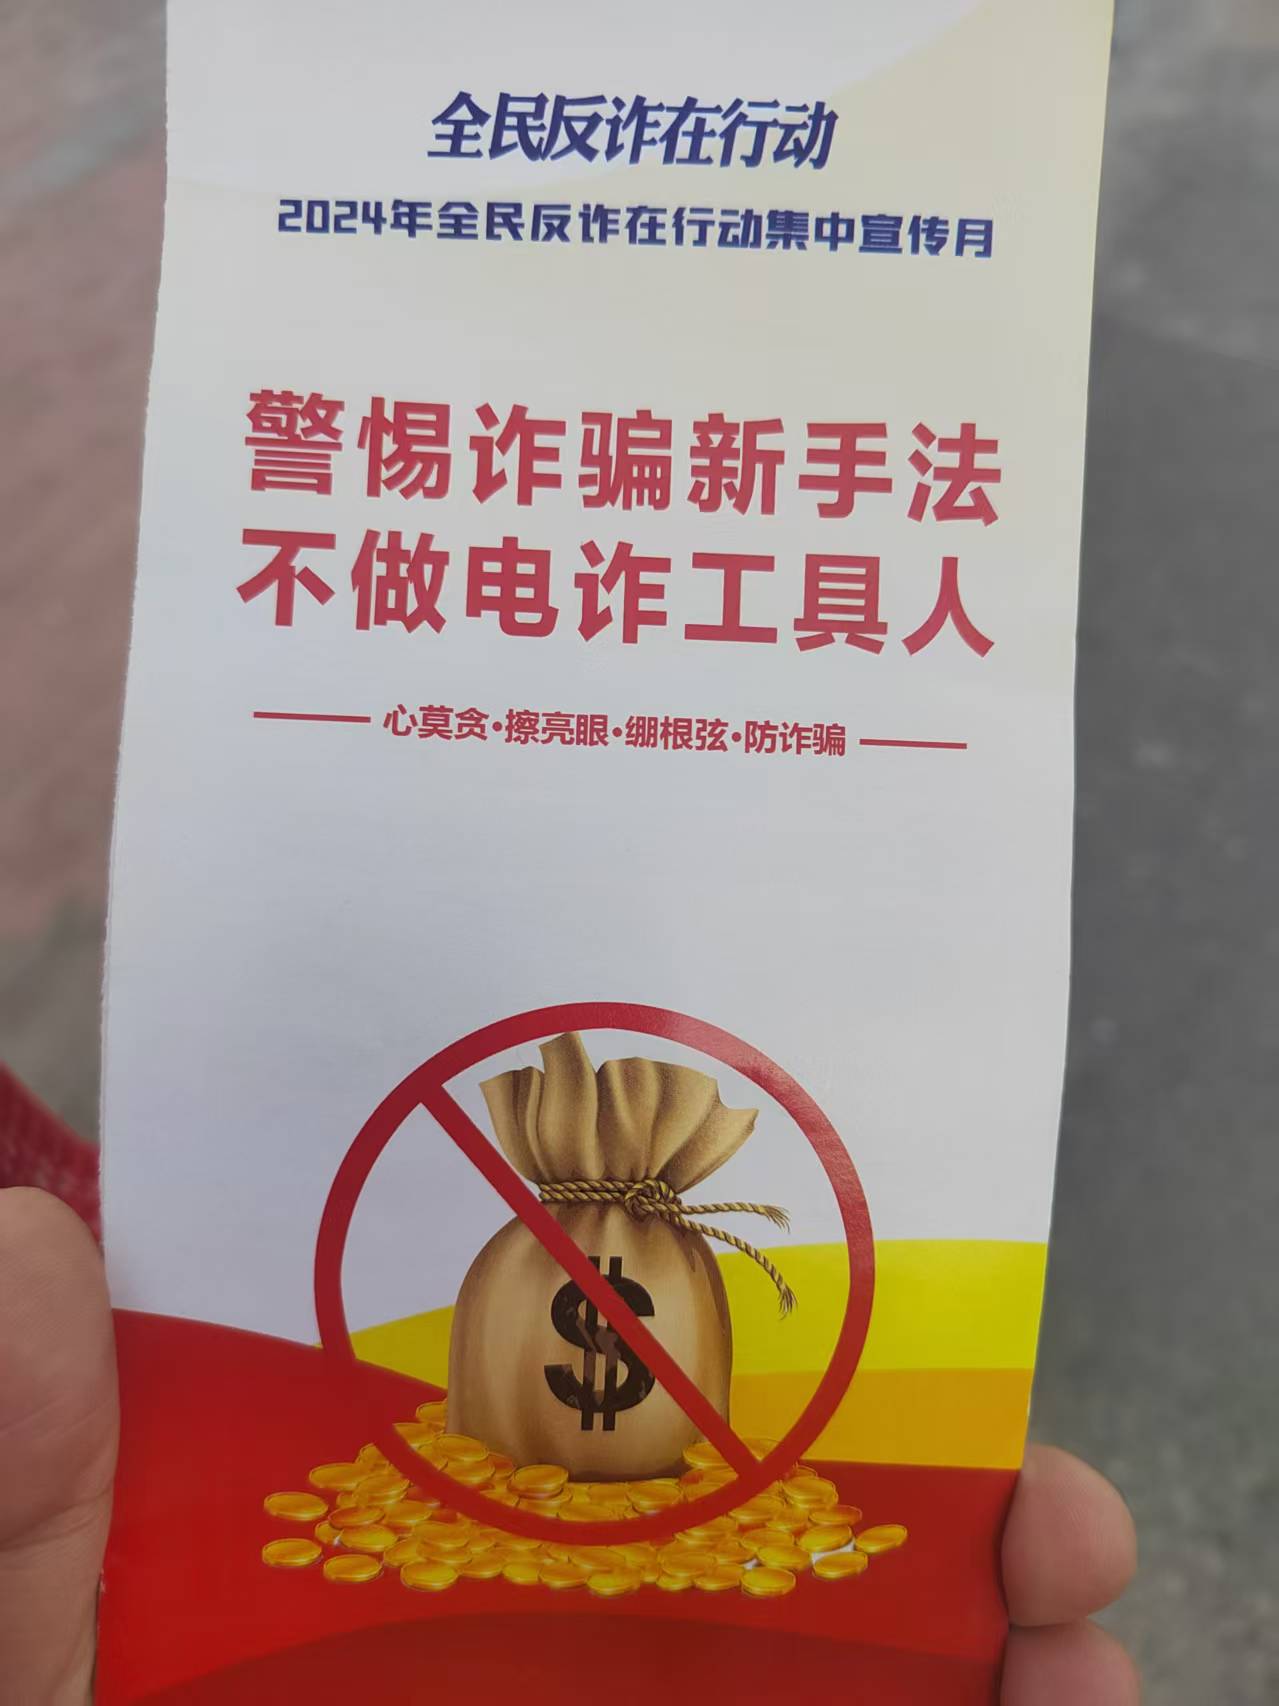 全民反诈在行动
2024年全民反诈在行动集中宣传月
警惕诈骗新手法
不做电诈工具人
心莫贪·擦亮眼·绷根弦·防诈骗
$